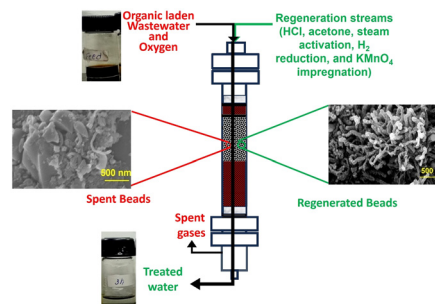 Organic laden
Wastewater
and
Oxygen
Regeneration streams
(HCl, acetone, steam
activation, H2
reduction, and KMnO4
impregnation)
500 nm
500
Spent Beads
Regenerated Beads
Spent
gases
Treated
water